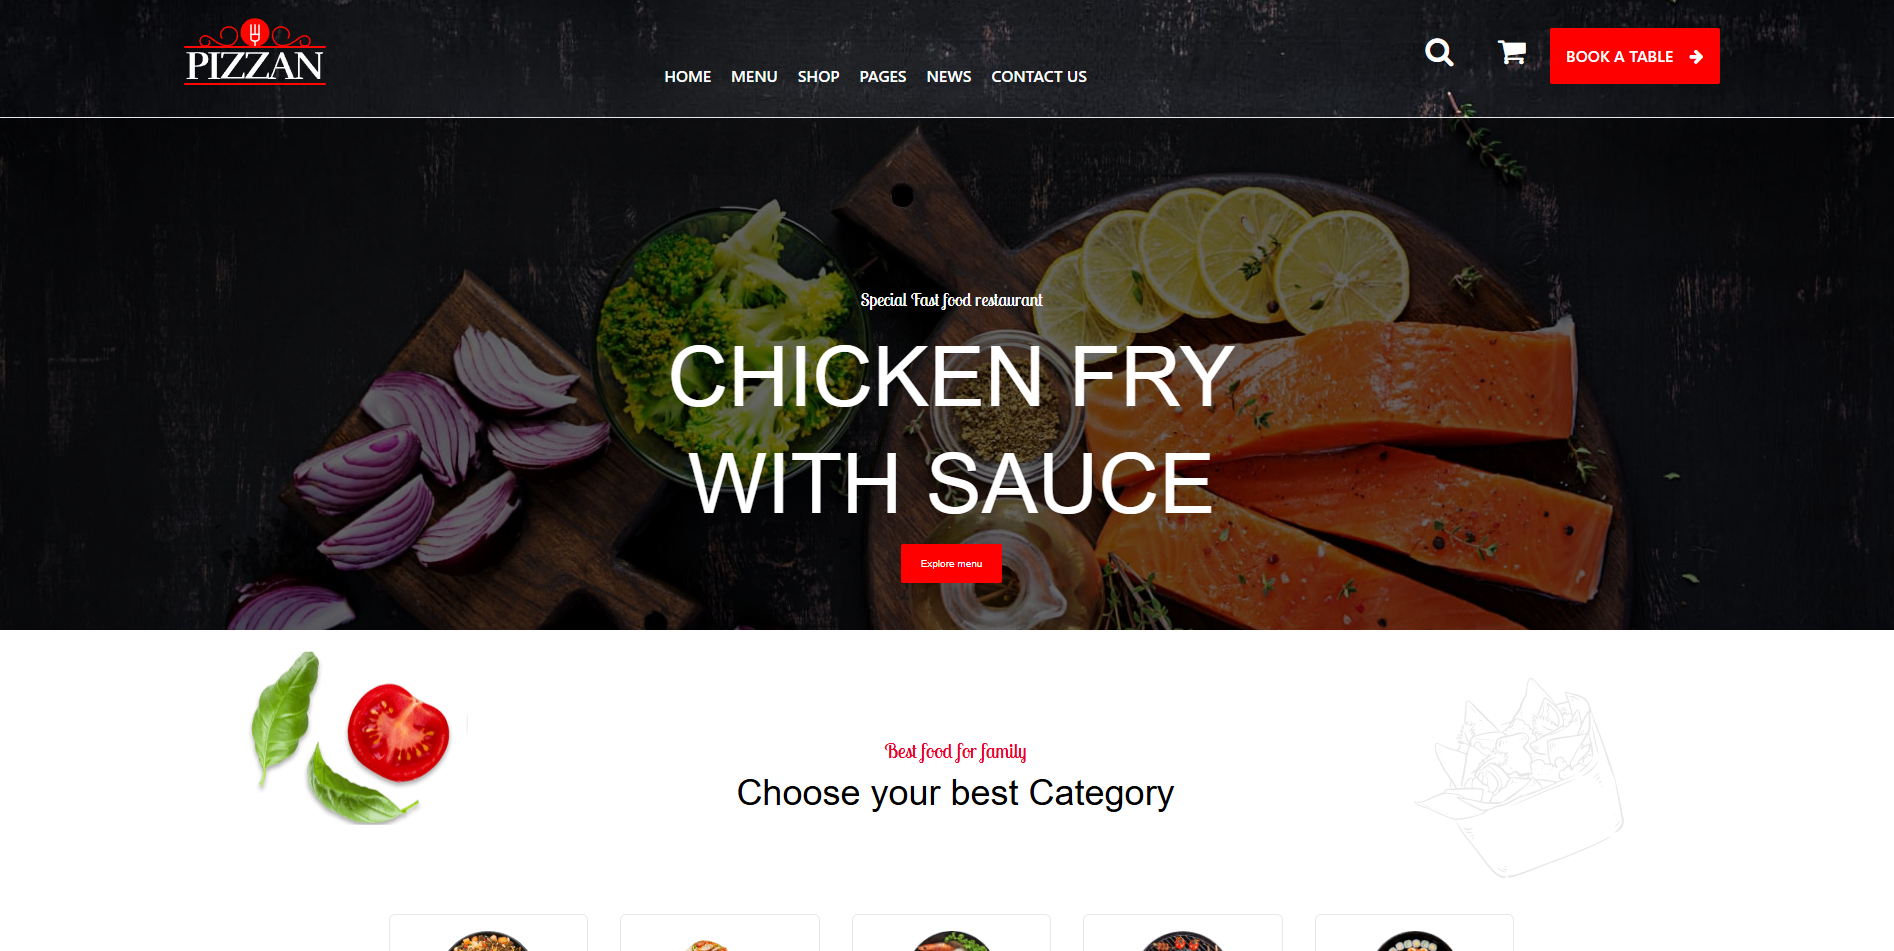 PIZZAN
HOME MENU SHOP PAGES NEWS CONTACT US
BOOK A TABLE
Special Fast food restaurant
CHICKEN FRY
WITH SAUCE
Explore menu
Best food for family
Choose your best Category